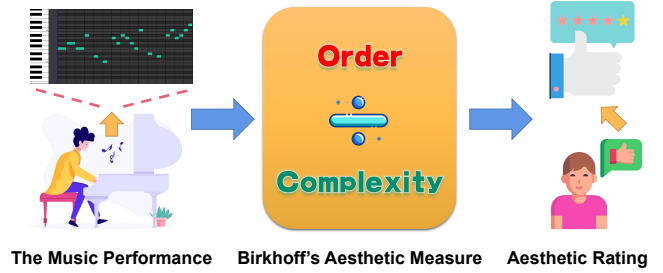 Order
Complexity
The Music Performance
Birkhoff's Aesthetic Measure
Aesthetic Rating